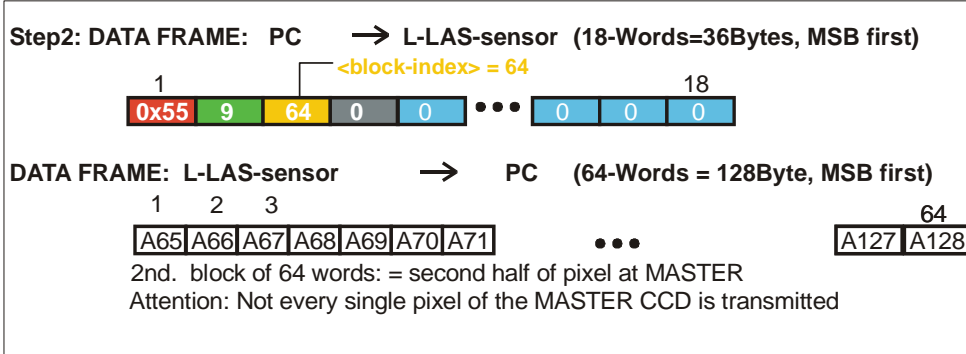 Step2: DATA FRAME: PC → L-LAS-sensor (18-Words=36Bytes, MSB first)
<block-index> = 64
1 18
0x55 9 64 0 0 ••• 0 0 0
DATA FRAME: L-LAS-sensor → PC (64-Words = 128Byte, MSB first)
1 2 3 64
A65 A66 A67 A68 A69 A70 A71 ••• A127 A128
2nd. block of 64 words: = second half of pixel at MASTER
Attention: Not every single pixel of the MASTER CCD is transmitted